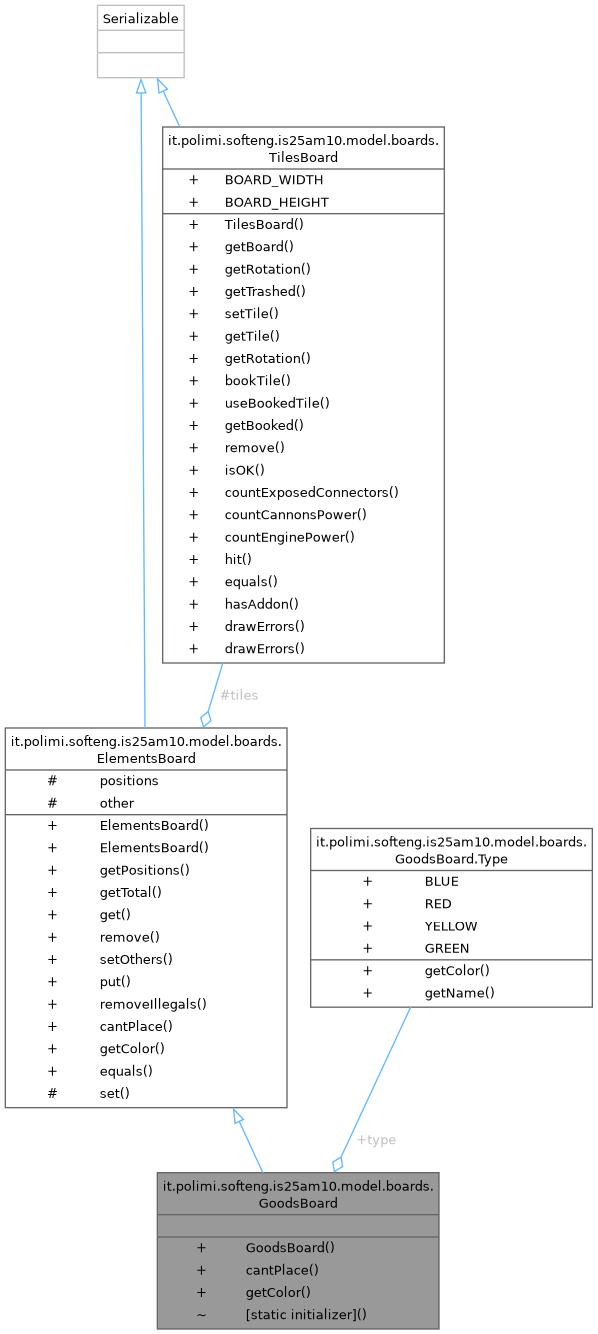 Serializable
it.polimi.softeng.is25am10.model.boards.
TilesBoard
+ BOARD_WIDTH
+ BOARD_HEIGHT
+ TilesBoard()
+ getBoard()
+ getRotation()
+ getTrashed()
+ setTile()
+ getTile()
+ getRotation()
+ bookTile()
+ useBookedTile()
+ getBooked()
+ remove()
+ isOK()
+ countExposedConnectors()
+ countCannonsPower()
+ countEnginePower()
+ hit()
+ equals()
+ hasAddon()
+ drawErrors()
+ drawErrors()
#tiles
it.polimi.softeng.is25am10.model.boards.
ElementsBoard
# positions
# other
+ ElementsBoard()
+ ElementsBoard()
+ getPositions()
+ getTotal()
+ get()
+ remove()
+ setOthers()
+ put()
+ removeIllegals()
+ cantPlace()
+ getColor()
+ equals()
# set()
it.polimi.softeng.is25am10.model.boards.
GoodsBoard.Type
+ BLUE
+ RED
+ YELLOW
+ GREEN
+ getColor()
+ getName()
+type
it.polimi.softeng.is25am10.model.boards.
GoodsBoard
+ GoodsBoard()
+ cantPlace()
+ getColor()
~ [static initializer]()